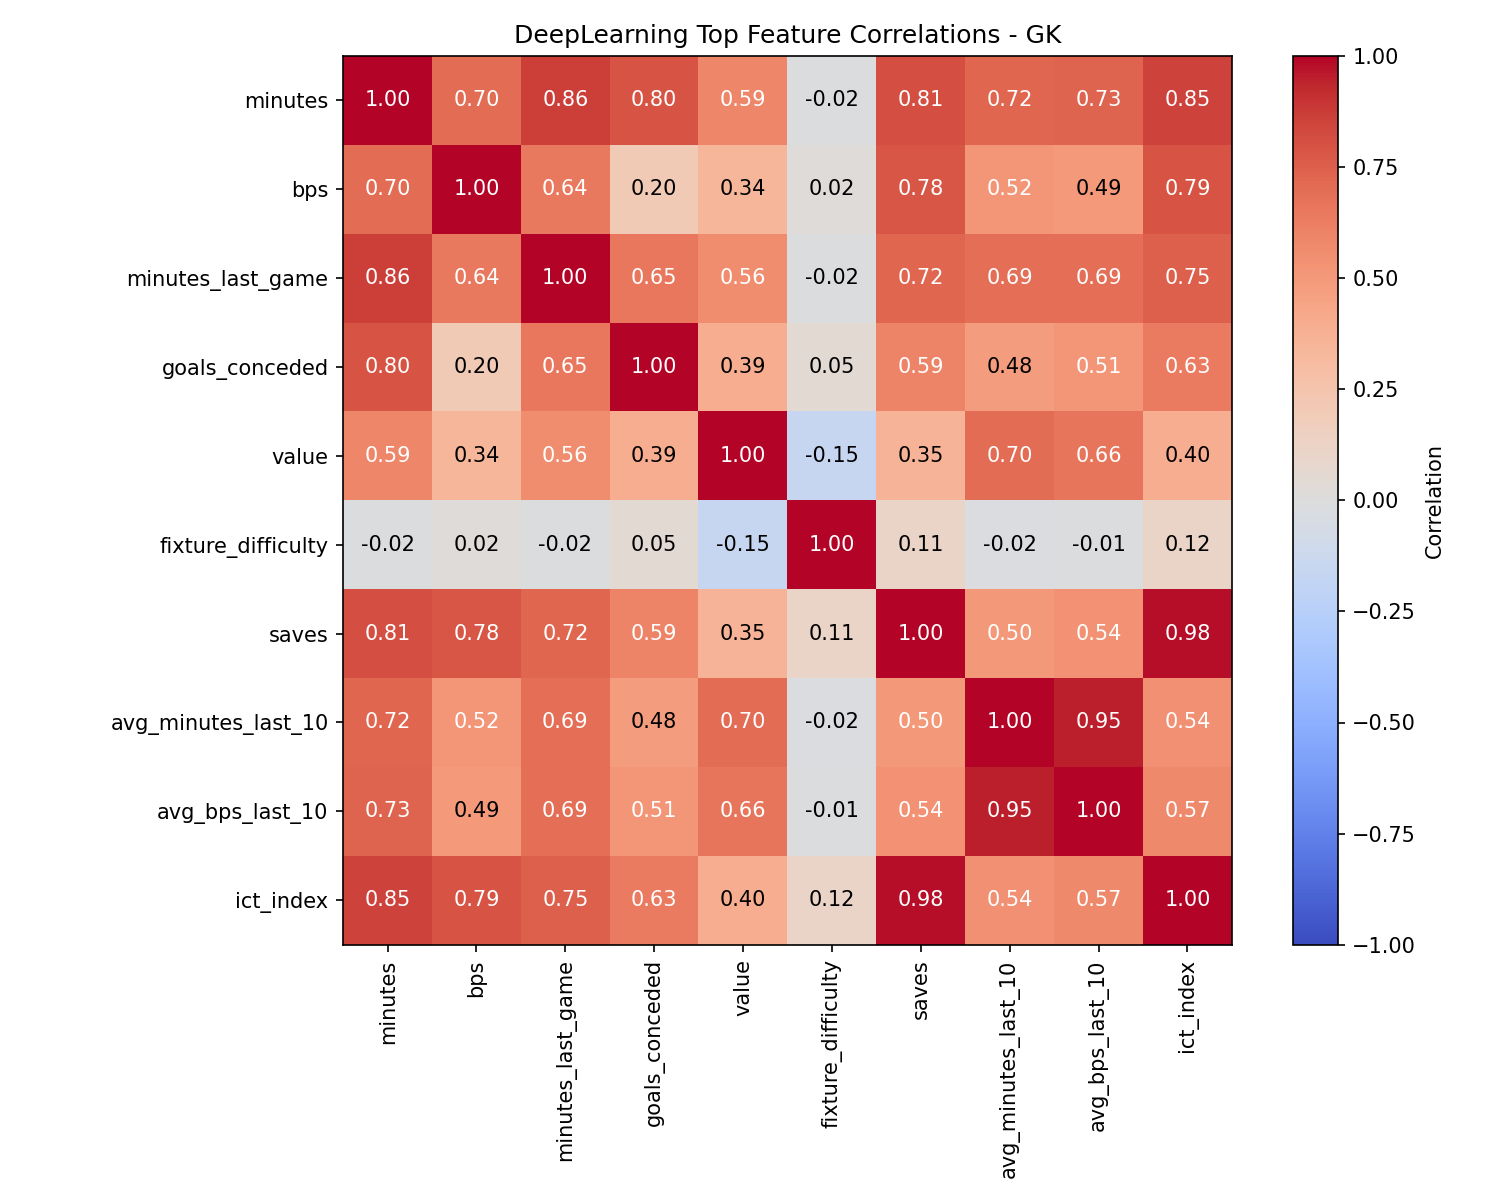 DeepLearning Top Feature Correlations - GK
minutes 1.00 0.70 0.86 0.80 0.59 -0.02 0.81 0.72 0.73 0.85
bps 0.70 1.00 0.64 0.20 0.34 0.02 0.78 0.52 0.49 0.79
minutes_last_game 0.86 0.64 1.00 0.65 0.56 -0.02 0.72 0.69 0.69 0.75
goals_conceded 0.80 0.20 0.65 1.00 0.39 0.05 0.59 0.48 0.51 0.63
value 0.59 0.34 0.56 0.39 1.00 -0.15 0.35 0.70 0.66 0.40
fixture_difficulty -0.02 0.02 -0.02 0.05 -0.15 1.00 0.11 -0.02 -0.01 0.12
saves 0.81 0.78 0.72 0.59 0.35 0.11 1.00 0.50 0.54 0.98
avg_minutes_last_10 0.72 0.52 0.69 0.48 0.70 -0.02 0.50 1.00 0.95 0.54
avg_bps_last_10 0.73 0.49 0.69 0.51 0.66 -0.01 0.54 0.95 1.00 0.57
ict_index 0.85 0.79 0.75 0.63 0.40 0.12 0.98 0.54 0.57 1.00
minutes
bps
minutes_last_game
goals_conceded
value
fixture_difficulty
saves
avg_minutes_last_10
avg_bps_last_10
ict_index
1.00
0.75
0.50
0.25
0.00
−0.25
−0.50
−0.75
−1.00
Correlation